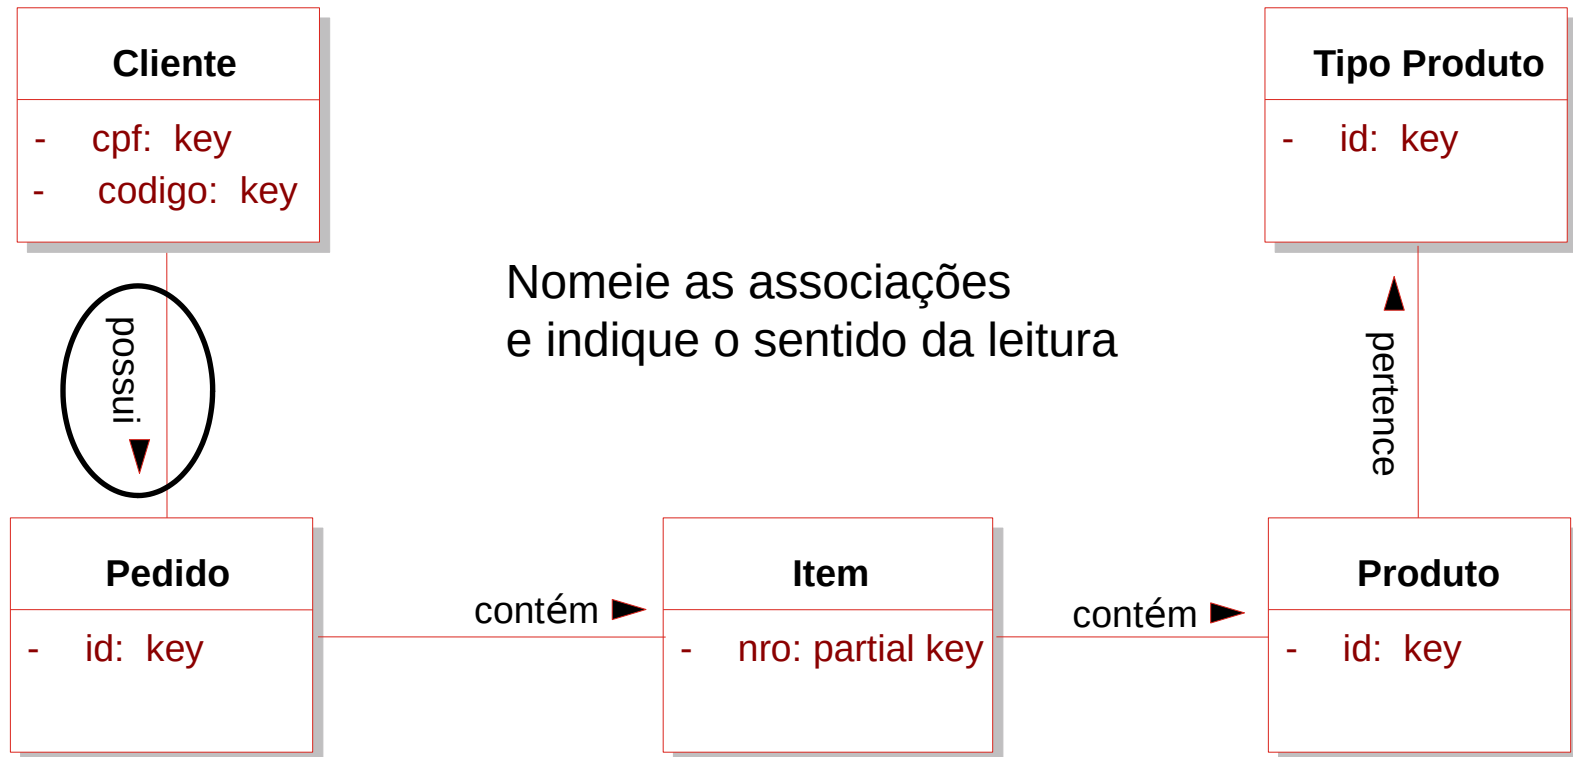 Cliente
- cpf: key
- codigo: key
Tipo Produto
- id: key
Nomeie as associações
e indique o sentido da leitura
possui
pertence
Pedido
- id: key
contém
Item
- nro: partial key
contém
Produto
- id: key